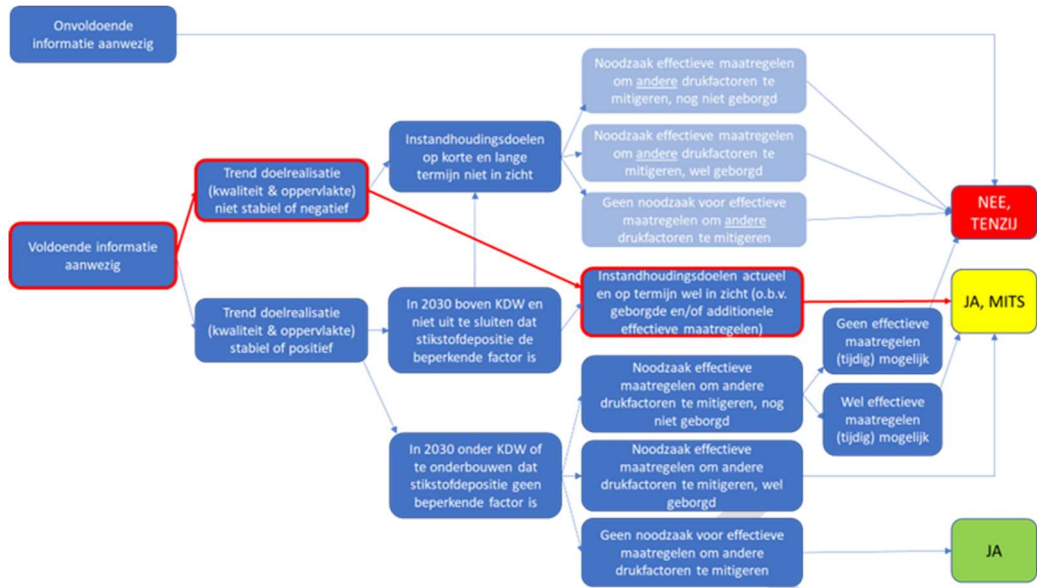 Onvoldoende
informatie aanwezig
Noodzaak effectieve maatregelen
om andere drukfactoren te
mitigeren, nog niet geborgd
Instandhoudingsdoelen
op korte en lange
termijn niet in zicht
Noodzaak effectieve maatregelen
om andere drukfactoren te
mitigeren, wel geborgd
Trend doelrealisatie
(kwaliteit & oppervlakte)
niet stabiel of negatief
Geen noodzaak voor effectieve
maatregelen om andere
drukfactoren te mitigeren
NEE,
TENZIJ
Voldoende informatie
aanwezig
Instandhoudingsdoelen actueel
en op termijn wel in zicht (o.b.v.
geborgde en/of additionele
effectieve maatregelen)
JA, MITS
Trend doelrealisatie
(kwaliteit & oppervlakte)
stabiel of positief
In 2030 boven KDW en
niet uit te sluiten dat
stikstofdepositie de
beperkende factor is
Geen effectieve
maatregelen
(tijdig) mogelijk
Noodzaak effectieve
maatregelen om andere
drukfactoren te mitigeren, nog
niet geborgd
Wel effectieve
maatregelen
(tijdig) mogelijk
In 2030 onder KDW of
te onderbouwen dat
stikstofdepositie geen
beperkende factor is
Noodzaak effectieve
maatregelen om andere
drukfactoren te mitigeren, wel
geborgd
Geen noodzaak voor effectieve
maatregelen om andere
drukfactoren te mitigeren
JA